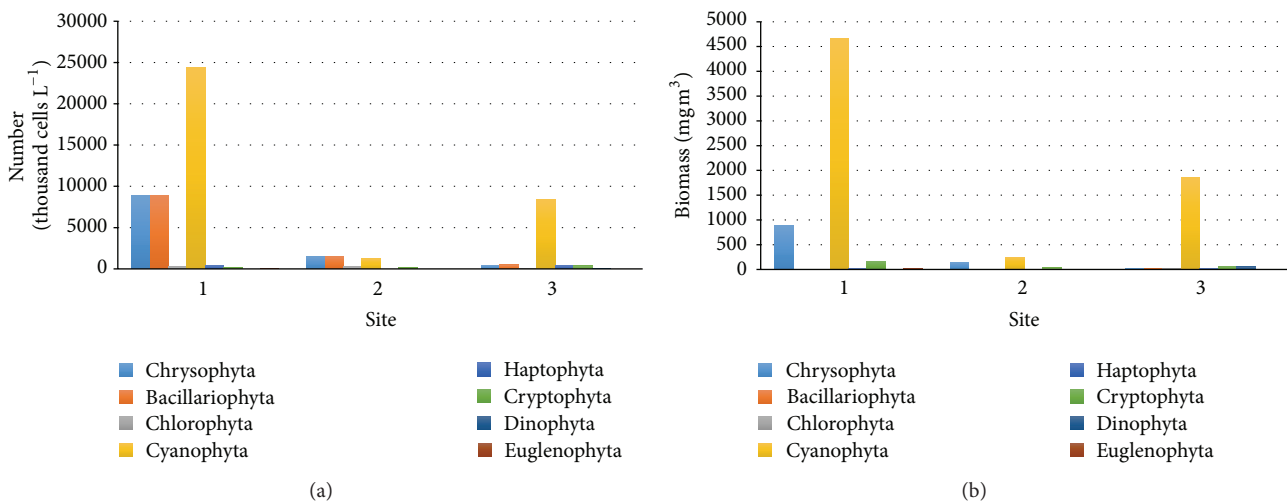 30000
25000
20000
15000
10000
5000
0
Number
(thousand cells L⁻¹)
1 2 3
Site
Chrysophyta
Bacillariophyta
Chlorophyta
Cyanophyta
Haptophyta
Cryptophyta
Dinophyta
Euglenophyta
(a)
5000
4500
4000
3500
3000
2500
2000
1500
1000
500
0
Biomass (mg m³)
1 2 3
Site
Chrysophyta
Bacillariophyta
Chlorophyta
Cyanophyta
Haptophyta
Cryptophyta
Dinophyta
Euglenophyta
(b)